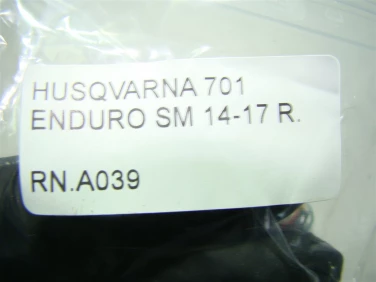 HUSQVARNA 701
ENDURO SM 14-17 R.
RN.A039